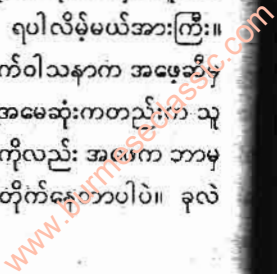 ရပါလိမ့်မယ်အားကြီး။
က်ဝါသနာက အဖေ့ဆီမှ
အမေဆုံးကတည်းက သူ
ကိုလည်း အဖေက ဘာမှ
တိုက်နေတာပါပဲ။ ခုလဲ
www.burmeseclassic.com